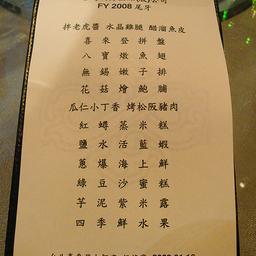 FY 2008 尾牙
拌老虎醬 水晶雞腿 醋溜魚皮
喜來登拼盤
八寶燉魚翅
無錫嫩子排
花菇燴鮑脯
瓜仁小丁香 烤松阪豬肉
紅蟳蒸米糕
鹽水活藍蝦
蔥爆海上鮮
綠豆沙蜜糕
芋泥紫米露
四季鮮水果